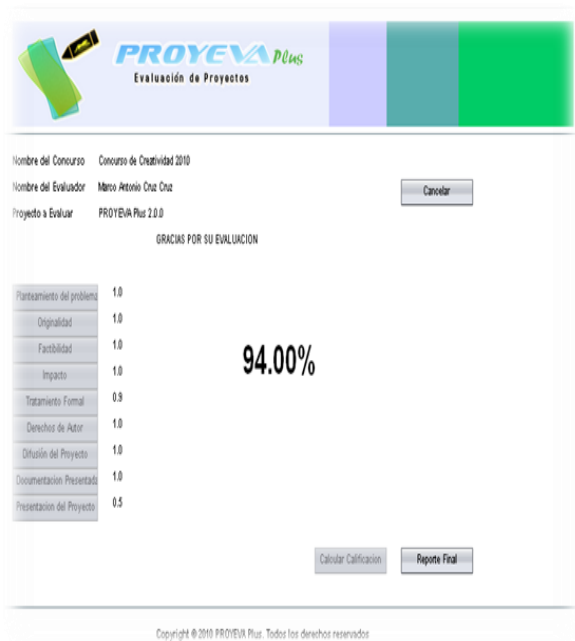 PROYEVA Plus
Evaluación de Proyectos
Nombre del Concurso Concurso de Creatividad 2010
Nombre del Evaluador Marco Antonio Cruz Cruz
Cancelar
Proyecto a Evaluar PROYEVA Plus 2.0.0
GRACIAS POR SU EVALUACION
Planteamiento del problema 1.0
Originalidad 1.0
Factibilidad 1.0
94.00%
Impacto 1.0
Tratamiento Formal 0.9
Derechos de Autor 1.0
Difusión del Proyecto 1.0
Documentacion Presentada 1.0
Presentacion del Proyecto 0.5
Calcular Calificacion Reporte Final
Copyright © 2010 PROYEVA Plus. Todos los derechos reservados